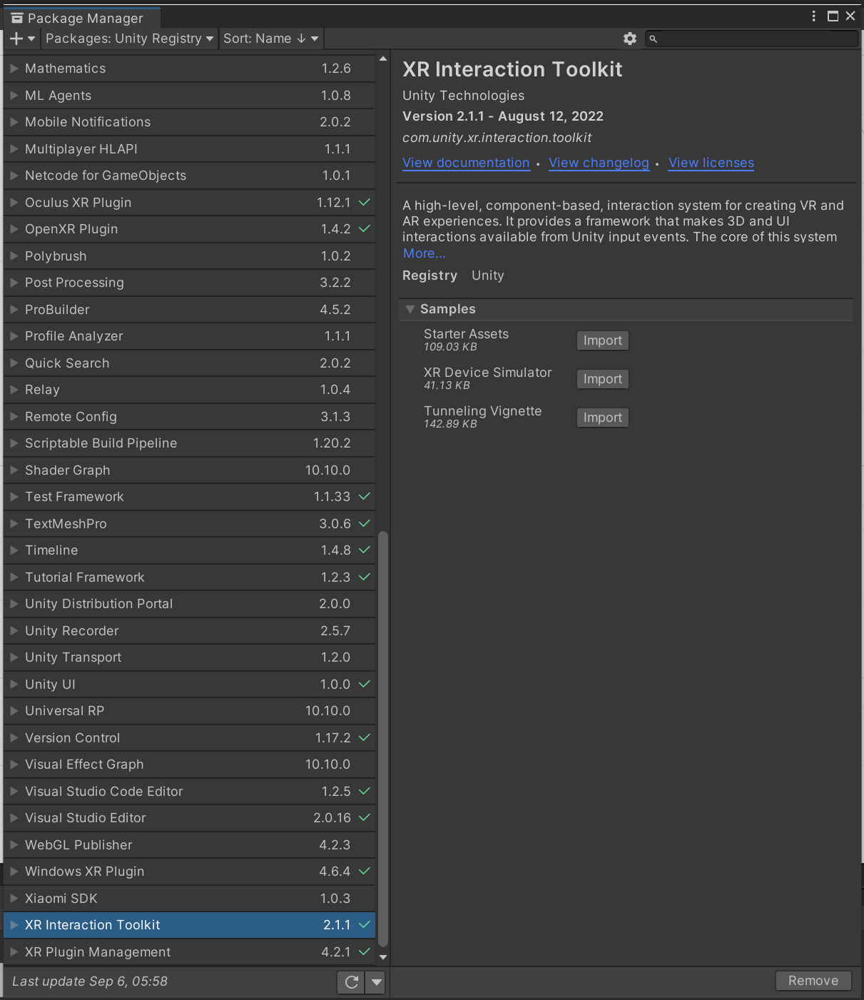 Package Manager
Packages: Unity Registry Sort: Name ↓
Mathematics 1.2.6
ML Agents 1.0.8
Mobile Notifications 2.0.2
Multiplayer HLAPI 1.1.1
Netcode for GameObjects 1.0.1
Oculus XR Plugin 1.12.1
OpenXR Plugin 1.4.2
Polybrush 1.0.2
Post Processing 3.2.2
ProBuilder 4.5.2
Profile Analyzer 1.1.1
Quick Search 2.0.2
Relay 1.0.4
Remote Config 3.1.3
Scriptable Build Pipeline 1.20.2
Shader Graph 10.10.0
Test Framework 1.1.33
TextMeshPro 3.0.6
Timeline 1.4.8
Tutorial Framework 1.2.3
Unity Distribution Portal 2.0.0
Unity Recorder 2.5.7
Unity Transport 1.2.0
Unity UI 1.0.0
Universal RP 10.10.0
Version Control 1.17.2
Visual Effect Graph 10.10.0
Visual Studio Code Editor 1.2.5
Visual Studio Editor 2.0.16
WebGL Publisher 4.2.3
Windows XR Plugin 4.6.4
Xiaomi SDK 1.0.3
XR Interaction Toolkit 2.1.1
XR Plugin Management 4.2.1
Last update Sep 6, 05:58
XR Interaction Toolkit
Unity Technologies
Version 2.1.1 - August 12, 2022
com.unity.xr.interaction.toolkit
View documentation • View changelog • View licenses
A high-level, component-based, interaction system for creating VR and
AR experiences. It provides a framework that makes 3D and UI
interactions available from Unity input events. The core of this system
More...
Registry Unity
Samples
Starter Assets
109.03 KB
Import
XR Device Simulator
41.13 KB
Import
Tunneling Vignette
142.89 KB
Import
Remove